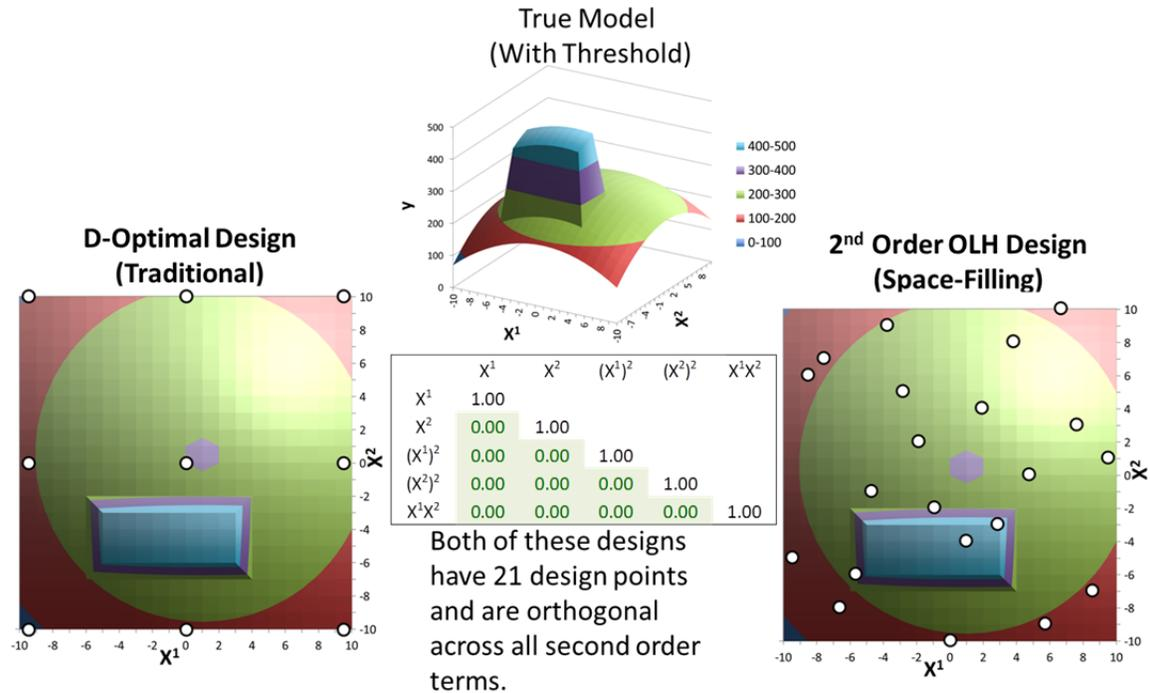 True Model
(With Threshold)
500
400
300
200
100
0
y
-10
-8
-6
-4
-2
0
2
4
6
8
10
X1
-10
-7
-4
-1
2
5
8
X2
400-500
300-400
200-300
100-200
0-100
D-Optimal Design
(Traditional)
10
8
6
4
2
0
-2
-4
-6
-8
-10
X2
-10 -8 -6 -4 -2 0 2 4 6 8 10
X1
X1 X2 (X1)2 (X2)2 X1X2
X1 1.00
X2 0.00 1.00
(X1)2 0.00 0.00 1.00
(X2)2 0.00 0.00 0.00 1.00
X1X2 0.00 0.00 0.00 0.00 1.00
Both of these designs
have 21 design points
and are orthogonal
across all second order
terms.
2nd Order OLH Design
(Space-Filling)
10
8
6
4
2
0
-2
-4
-6
-8
-10
X2
-10 -8 -6 -4 -2 0 2 4 6 8 10
X1